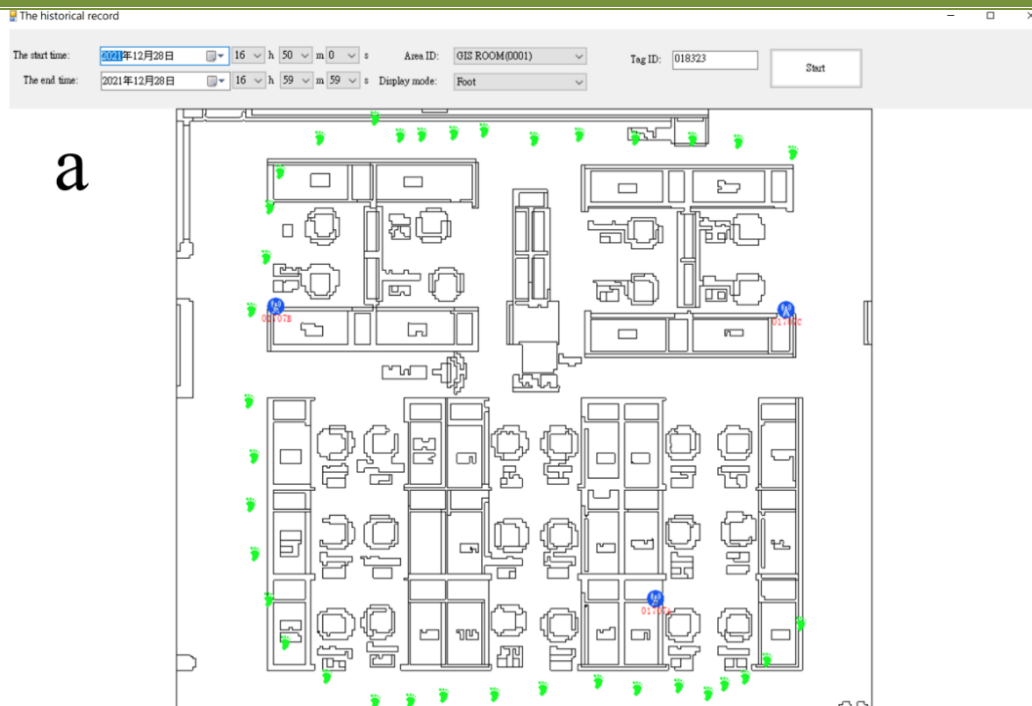 The historical record
The start time: 2021年12月28日 16 h 50 m 0 s Area ID: GIS ROOM(0001) Tag ID: 018323 Start
The end time: 2021年12月28日 16 h 59 m 59 s Display mode: Foot
a